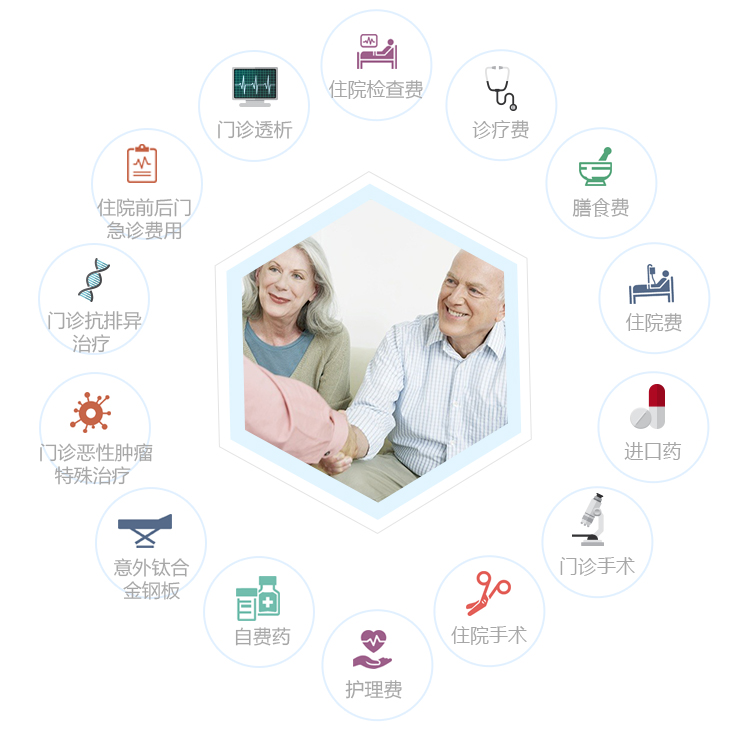 住院检查费
诊疗费
膳食费
住院费
进口药
门诊手术
住院手术
护理费
自费药
意外钛合
金钢板
门诊恶性肿瘤
特殊治疗
门诊抗排异
治疗
住院前后门
急诊费用
门诊透析